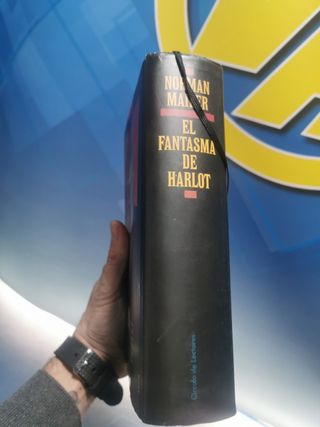 NORMAN
MAILER
EL
FANTASMA
DE
HARLOT
Círculo de Lectores